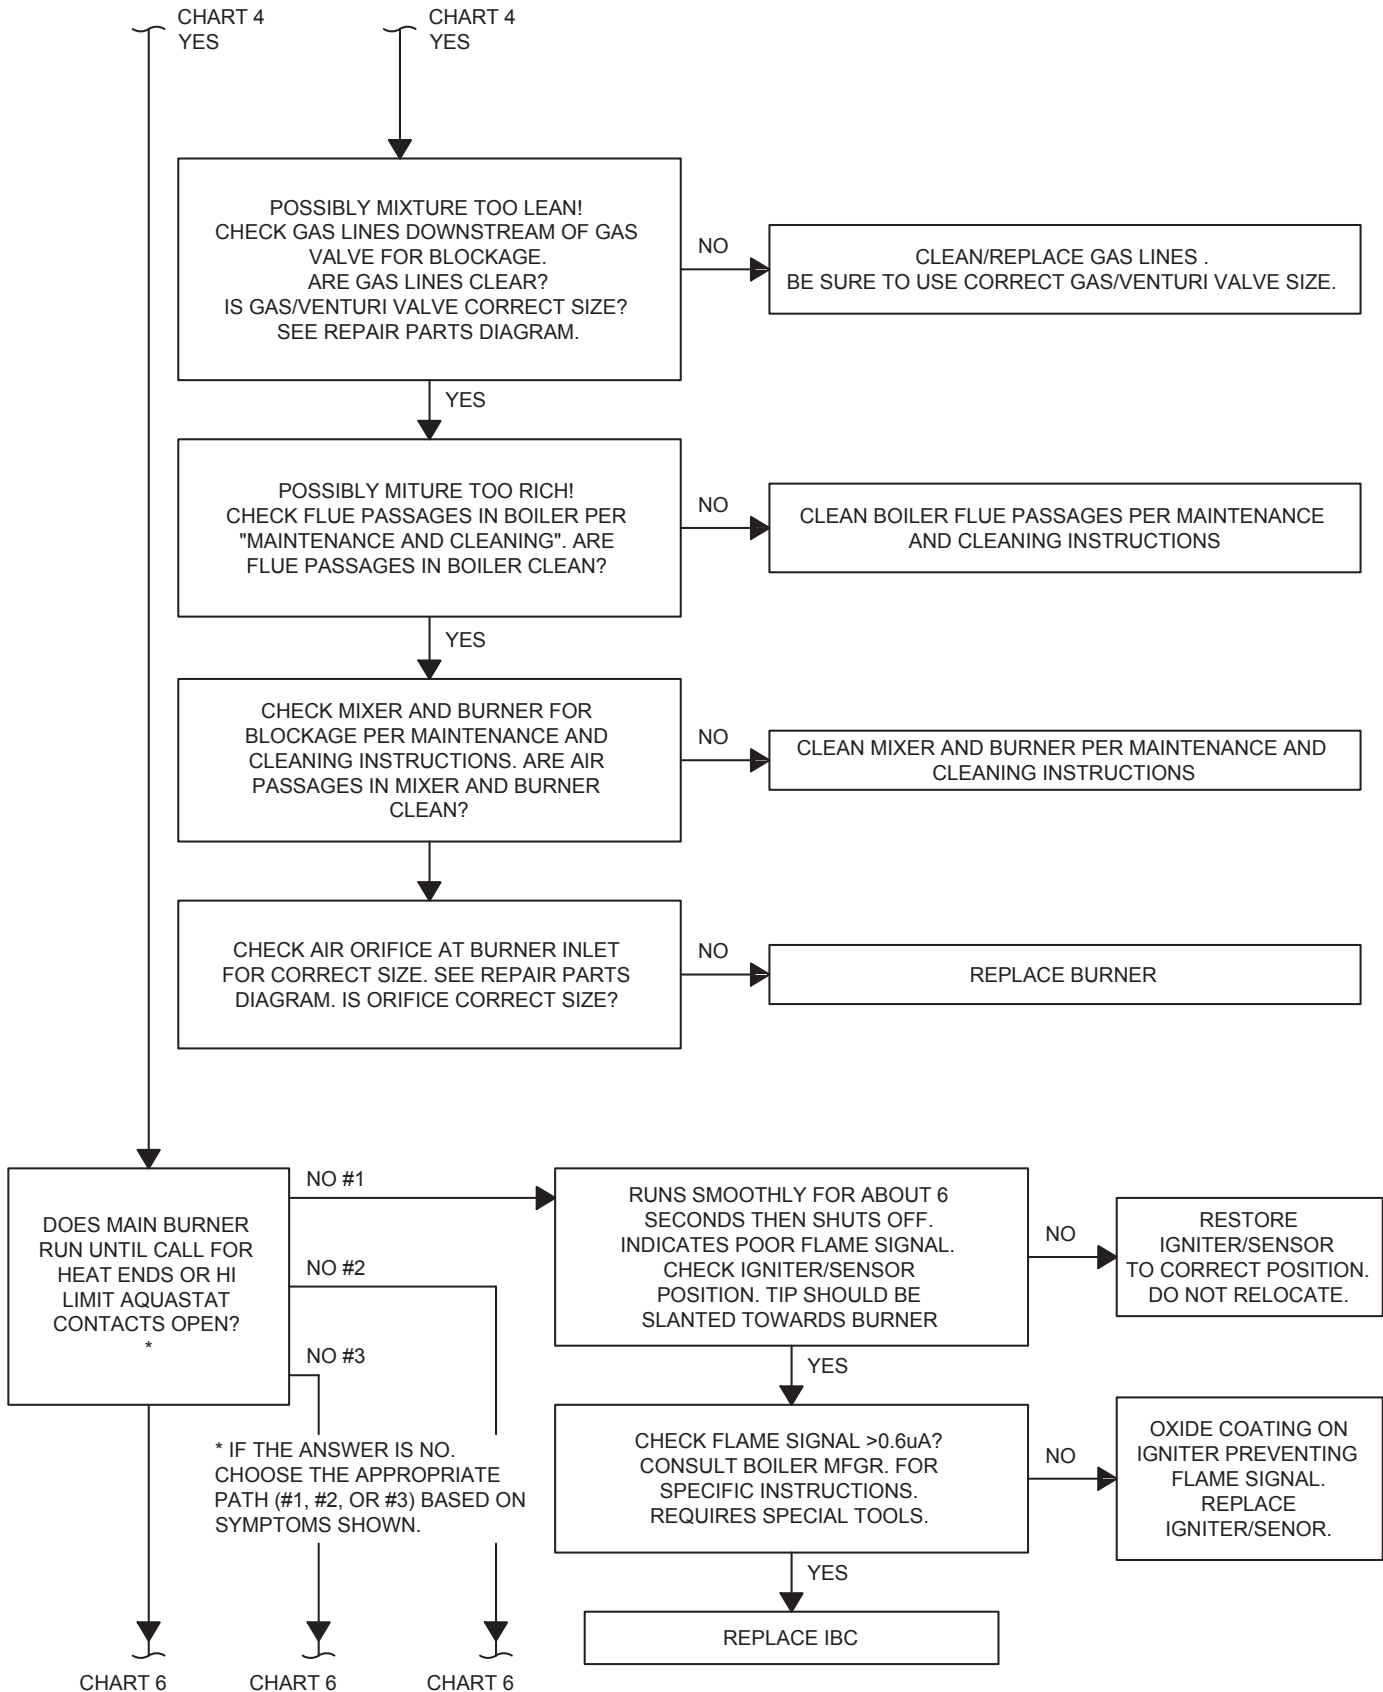 CHART 4
YES
CHART 4
YES
POSSIBLY MIXTURE TOO LEAN!
CHECK GAS LINES DOWNSTREAM OF GAS
VALVE FOR BLOCKAGE.
ARE GAS LINES CLEAR?
IS GAS/VENTURI VALVE CORRECT SIZE?
SEE REPAIR PARTS DIAGRAM.
NO
CLEAN/REPLACE GAS LINES .
BE SURE TO USE CORRECT GAS/VENTURI VALVE SIZE.
YES
POSSIBLY MITURE TOO RICH!
CHECK FLUE PASSAGES IN BOILER PER
"MAINTENANCE AND CLEANING". ARE
FLUE PASSAGES IN BOILER CLEAN?
NO
CLEAN BOILER FLUE PASSAGES PER MAINTENANCE
AND CLEANING INSTRUCTIONS
YES
CHECK MIXER AND BURNER FOR
BLOCKAGE PER MAINTENANCE AND
CLEANING INSTRUCTIONS. ARE AIR
PASSAGES IN MIXER AND BURNER
CLEAN?
NO
CLEAN MIXER AND BURNER PER MAINTENANCE AND
CLEANING INSTRUCTIONS
CHECK AIR ORIFICE AT BURNER INLET
FOR CORRECT SIZE. SEE REPAIR PARTS
DIAGRAM. IS ORIFICE CORRECT SIZE?
NO
REPLACE BURNER
DOES MAIN BURNER
RUN UNTIL CALL FOR
HEAT ENDS OR HI
LIMIT AQUASTAT
CONTACTS OPEN?
*
NO #1
NO #2
NO #3
RUNS SMOOTHLY FOR ABOUT 6
SECONDS THEN SHUTS OFF.
INDICATES POOR FLAME SIGNAL.
CHECK IGNITER/SENSOR
POSITION. TIP SHOULD BE
SLANTED TOWARDS BURNER
NO
RESTORE
IGNITER/SENSOR
TO CORRECT POSITION.
DO NOT RELOCATE.
YES
* IF THE ANSWER IS NO.
CHOOSE THE APPROPRIATE
PATH (#1, #2, OR #3) BASED ON
SYMPTOMS SHOWN.
CHECK FLAME SIGNAL >0.6uA?
CONSULT BOILER MFGR. FOR
SPECIFIC INSTRUCTIONS.
REQUIRES SPECIAL TOOLS.
NO
OXIDE COATING ON
IGNITER PREVENTING
FLAME SIGNAL.
REPLACE
IGNITER/SENOR.
YES
REPLACE IBC
CHART 6
CHART 6
CHART 6